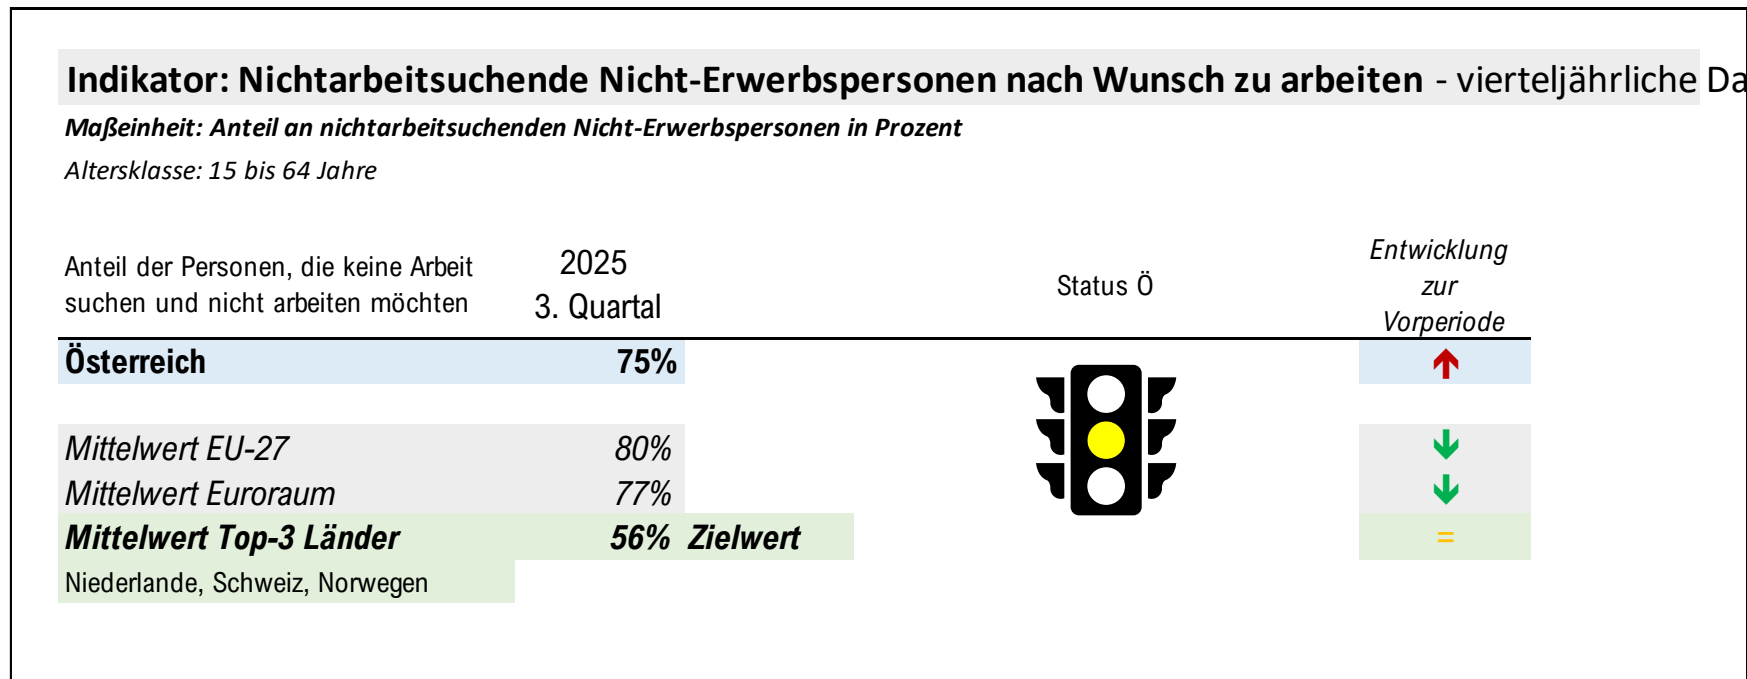 Indikator: Nichtarbeitsuchende Nicht-Erwerbspersonen nach Wunsch zu arbeiten - vierteljährliche Da
Maßeinheit: Anteil an nichtarbeitsuchenden Nicht-Erwerbspersonen in Prozent
Altersklasse: 15 bis 64 Jahre
Anteil der Personen, die keine Arbeit
suchen und nicht arbeiten möchten
2025
3. Quartal
Status Ö
Entwicklung
zur
Vorperiode
Österreich 75% ↑
Mittelwert EU-27 80% ↓
Mittelwert Euroraum 77% ↓
Mittelwert Top-3 Länder 56% Zielwert =
Niederlande, Schweiz, Norwegen